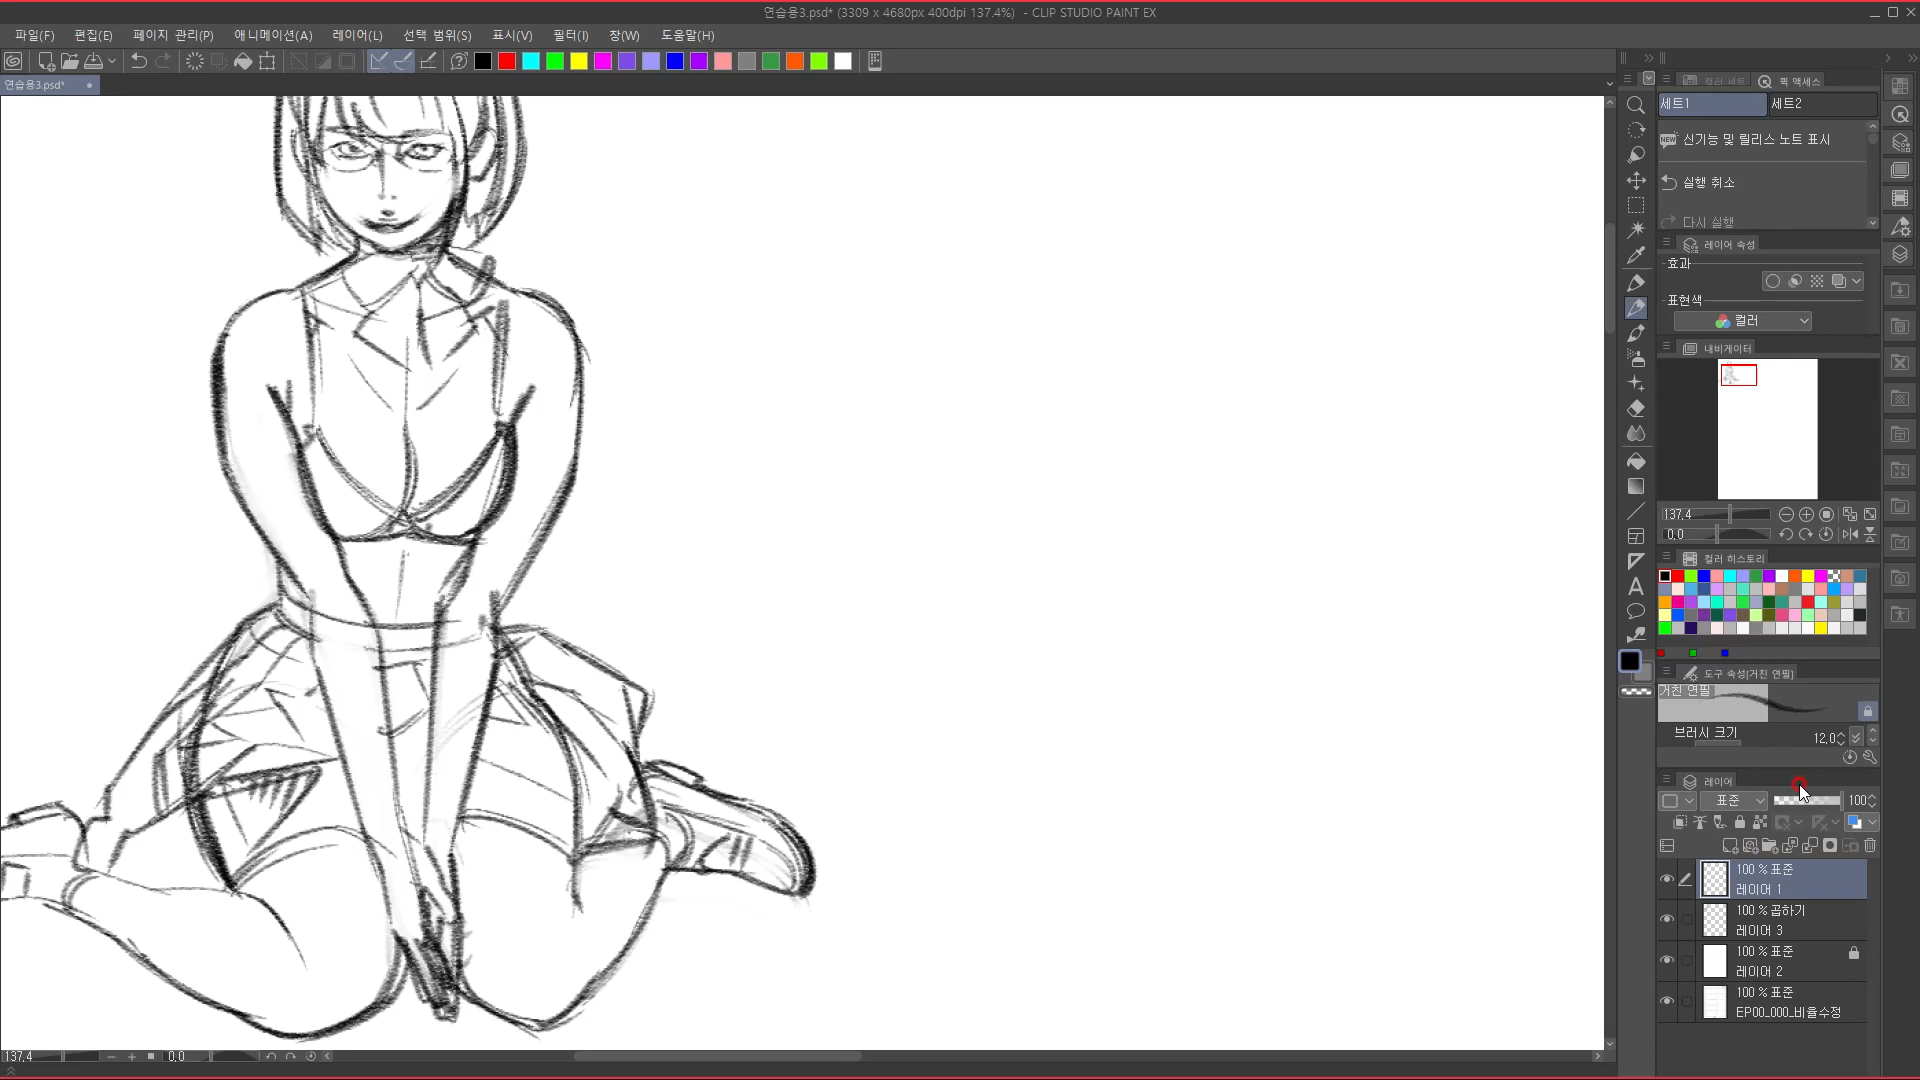 연습용3.psd* (3309 x 4680px 400dpi 137.4%) - CLIP STUDIO PAINT EX
파일(F) 편집(E) 페이지 관리(P) 애니메이션(A) 레이어(L) 선택 범위(S) 표시(V) 필터(I) 창(W) 도움말(H)
연습용3.psd*
컬러 세트 퀵 액세스
세트1 세트2
NEW 신기능 및 릴리스 노트 표시
실행 취소
다시 실행
레이어 속성
효과
표현색
컬러
내비게이터
137.4
0.0
컬러 히스토리
도구 속성[거친 연필]
거친 연필
브러시 크기 12.0
레이어
표준 100
100 % 표준
레이어 1
100 % 곱하기
레이어 3
100 % 표준
레이어 2
100 % 표준
EP00_000_비율수정
137.4 0.0